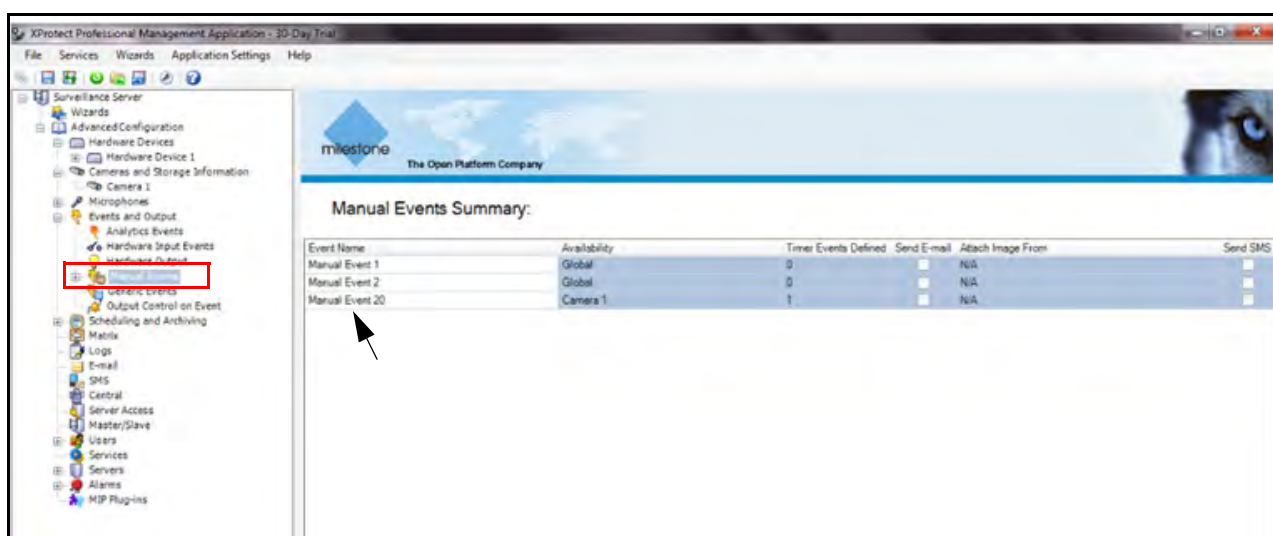 XProtect Professional Management Application - 30-Day Trial
File Services Wizards Application Settings Help
Surveillance Server
Wizards
Advanced Configuration
Hardware Devices
Hardware Device 1
Cameras and Storage Information
Camera 1
Microphones
Events and Output
Analytics Events
Hardware Input Events
Hardware Output
Manual Events
Generic Events
Output Control on Event
Scheduling and Archiving
Matrix
Logs
E-mail
SMS
Central
Server Access
Master/Slave
Users
Services
Servers
Alarms
MIP Plug-ins
milestone
The Open Platform Company
Manual Events Summary:
Event Name Availability Timer Events Defined Send E-mail Attach Image From Send SMS
Manual Event 1 Global 0 N/A
Manual Event 2 Global 0 N/A
Manual Event 20 Camera 1 1 N/A